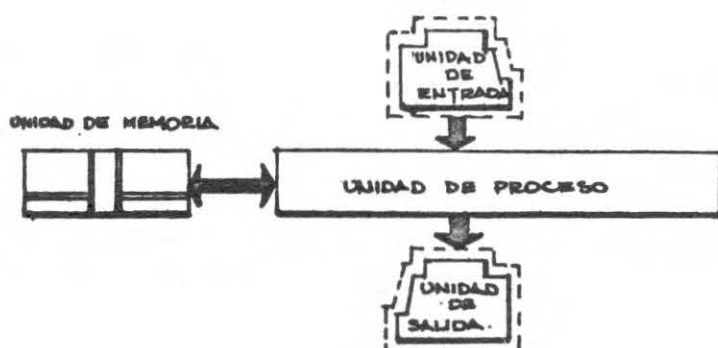 UNIDAD
DE
ENTRADA
UNIDAD DE MEMORIA
UNIDAD DE PROCESO
UNIDAD
DE
SALIDA.